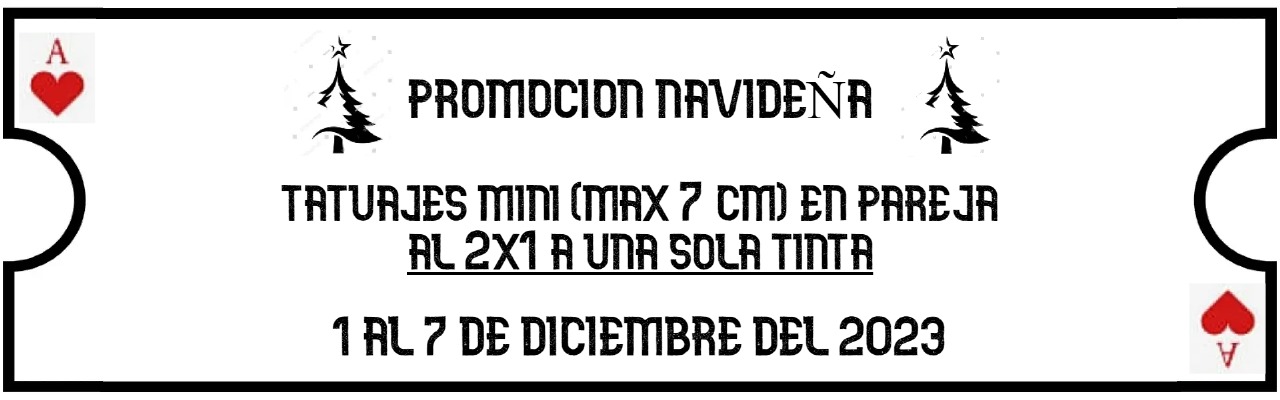 A
PROMOCION NAVIDEÑA
TATUAJES MINI (MAX 7 CM) EN PAREJA
AL 2X1 A UNA SOLA TINTA
1 AL 7 DE DICIEMBRE DEL 2023
A